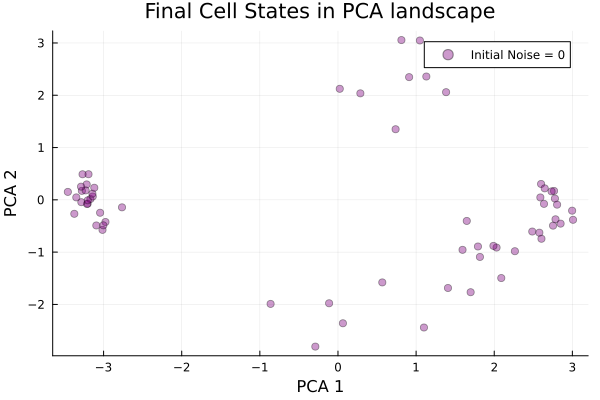 Final Cell States in PCA landscape
Initial Noise = 0
PCA 2
3
2
1
0
−1
−2
−3 −2 −1 0 1 2 3
PCA 1